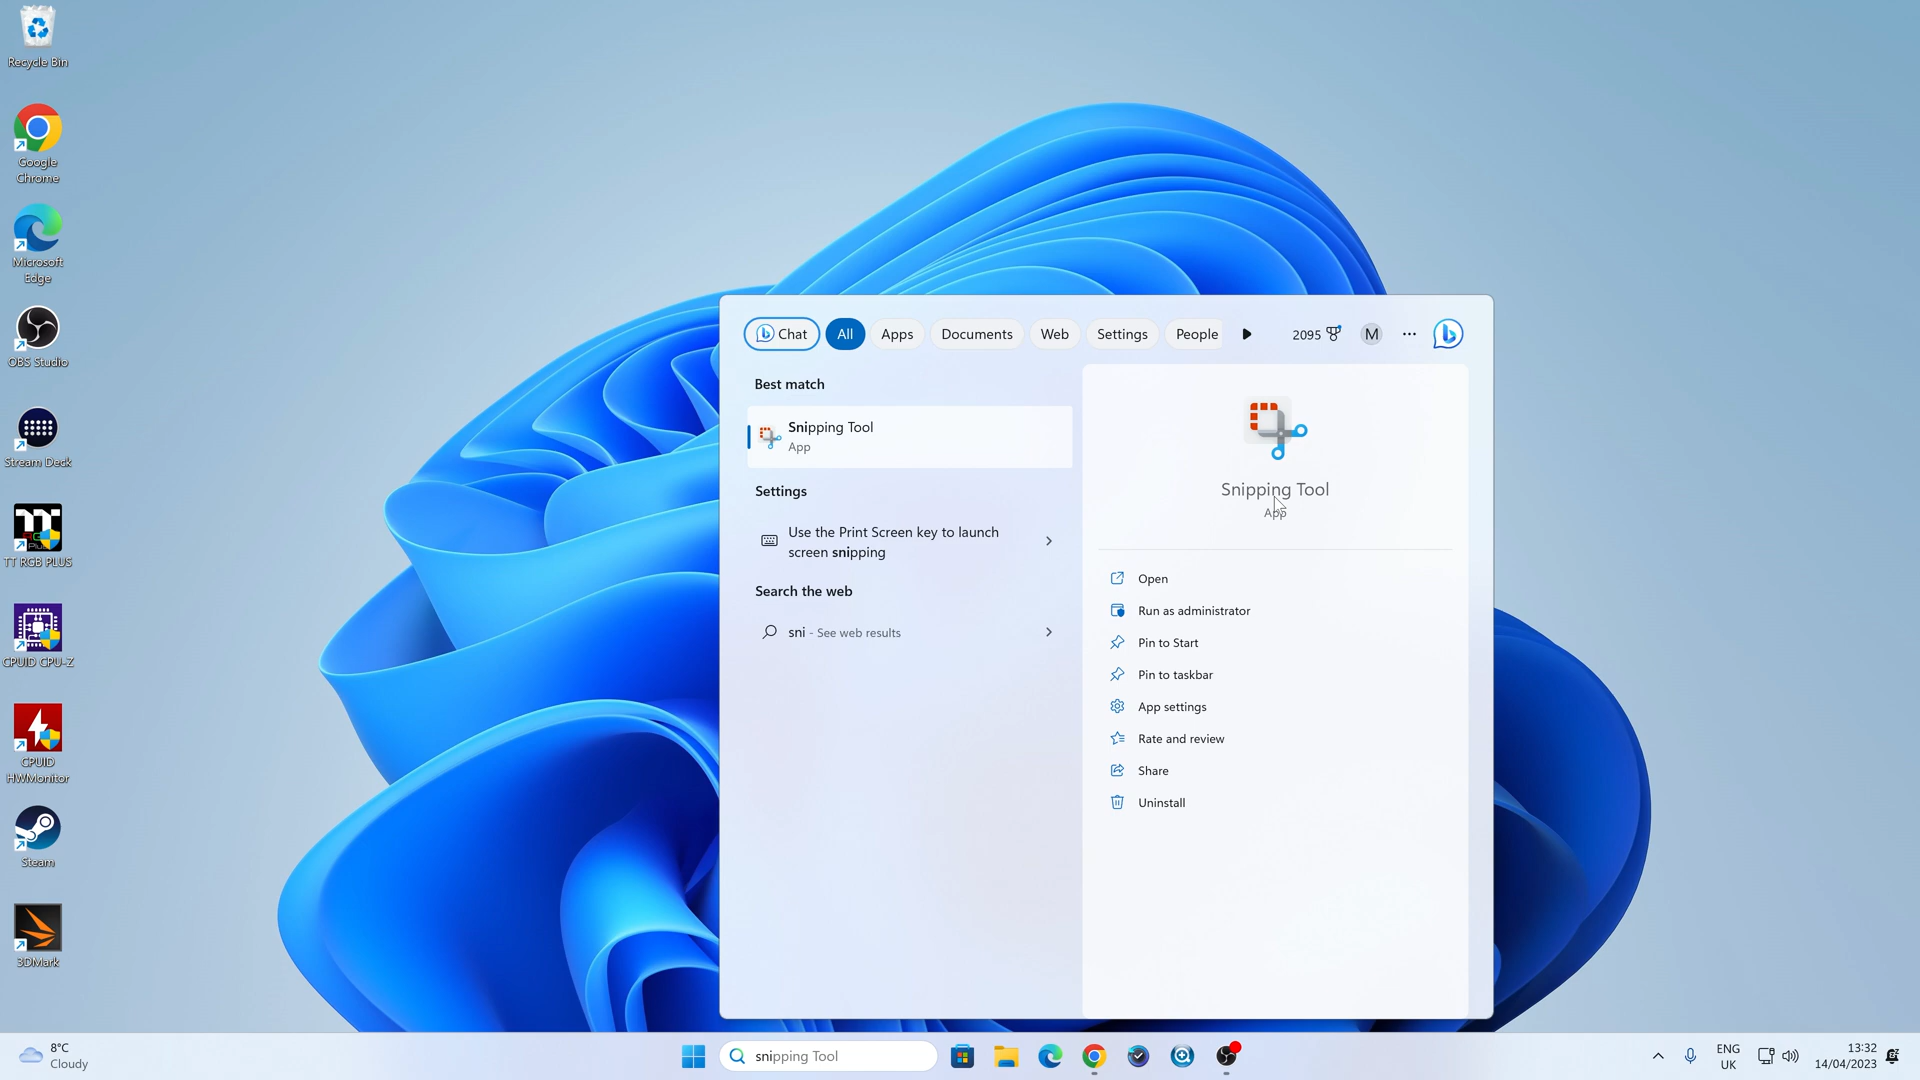 Recycle Bin
Google
Chrome
Microsoft
Edge
OBS Studio
Stream Deck
TT RGB PLUS
CPUID CPU-Z
CPUID
HWMonitor
Steam
3DMark
Chat
All
Apps
Documents
Web
Settings
People
2095
M
Best match
Snipping Tool
App
Settings
Use the Print Screen key to launch
screen snipping
Search the web
sni - See web results
Snipping Tool
App
Open
Run as administrator
Pin to Start
Pin to taskbar
App settings
Rate and review
Share
Uninstall
8°C
Cloudy
snipping Tool
ENG
UK
13:32
14/04/2023